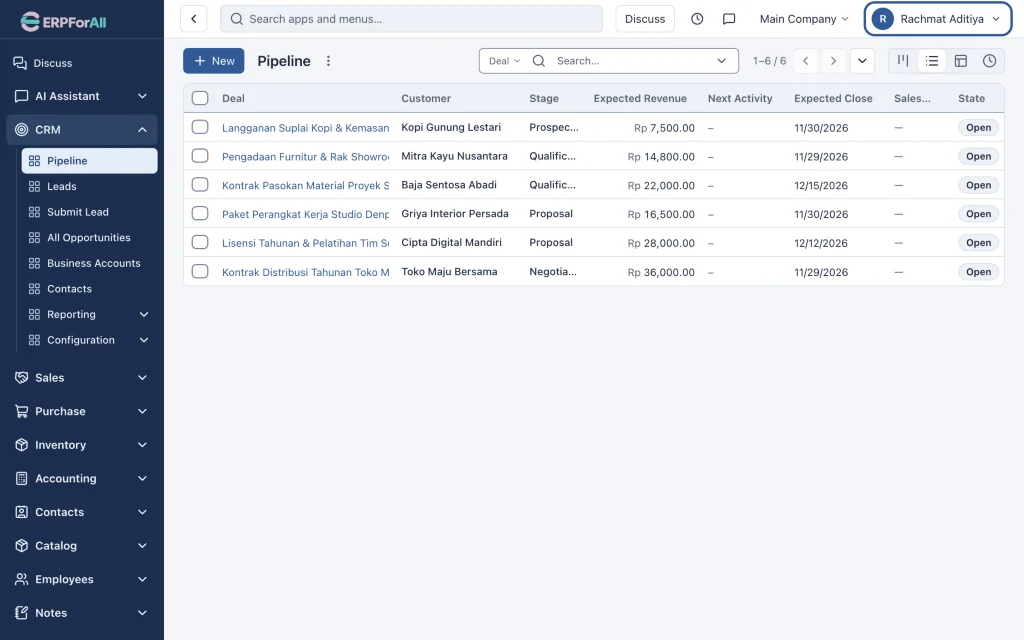 ERPForAll
Search apps and menus...
Discuss
Main Company
R
Rachmat Aditiya
Discuss
AI Assistant
CRM
Pipeline
Leads
Submit Lead
All Opportunities
Business Accounts
Contacts
Reporting
Configuration
Sales
Purchase
Inventory
Accounting
Contacts
Catalog
Employees
Notes
New
Pipeline
Deal
Search...
1–6 / 6
Deal Customer Stage Expected Revenue Next Activity Expected Close Sales... State
Langganan Suplai Kopi & Kemasan Kopi Gunung Lestari Prospec... Rp 7,500.00 – 11/30/2026 — Open
Pengadaan Furnitur & Rak Showro Mitra Kayu Nusantara Qualific... Rp 14,800.00 – 11/29/2026 — Open
Kontrak Pasokan Material Proyek S Baja Sentosa Abadi Qualific... Rp 22,000.00 – 12/15/2026 — Open
Paket Perangkat Kerja Studio Denp Griya Interior Persada Proposal Rp 16,500.00 – 11/30/2026 — Open
Lisensi Tahunan & Pelatihan Tim S Cipta Digital Mandiri Proposal Rp 28,000.00 – 12/12/2026 — Open
Kontrak Distribusi Tahunan Toko M Toko Maju Bersama Negotia... Rp 36,000.00 – 11/29/2026 — Open